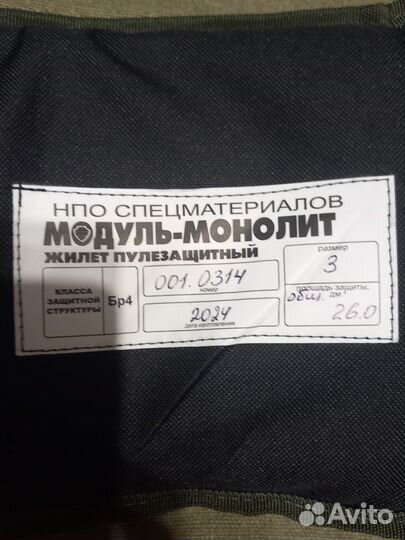 НПО СПЕЦМАТЕРИАЛОВ
МОДУЛЬ-МОНОЛИТ
ЖИЛЕТ ПУЛЕЗАЩИТНЫЙ
КЛАССА
ЗАЩИТНОЙ
СТРУКТУРЫ
Бр4
001.0314
номер
2024
дата изготовления
размер
3
площадь защиты,
общ. дм²
26.0
Avito